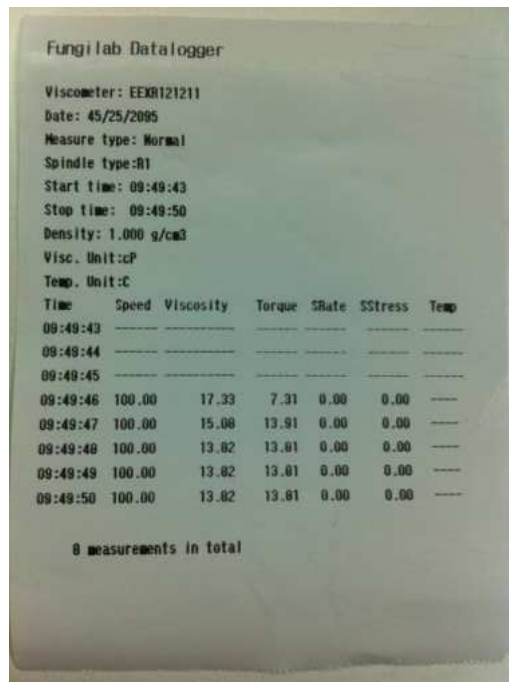 Fungilab Datalogger
Viscometer: EEXR121211
Date: 45/25/2095
Measure type: Normal
Spindle type:R1
Start time: 09:49:43
Stop time: 09:49:50
Density: 1.000 g/cm3
Visc. Unit:cP
Temp. Unit:C
Time Speed Viscosity Torque SRate SStress Temp
09:49:43 ------ ----------- ------ ------ ------ ----
09:49:44 ------ ----------- ------ ------ ------ ----
09:49:45 ------ ----------- ------ ------ ------ ----
09:49:46 100.00 17.33 7.31 0.00 0.00 ----
09:49:47 100.00 15.08 13.91 0.00 0.00 ----
09:49:48 100.00 13.82 13.81 0.00 0.00 ----
09:49:49 100.00 13.82 13.81 0.00 0.00 ----
09:49:50 100.00 13.82 13.81 0.00 0.00 ----
8 measurements in total